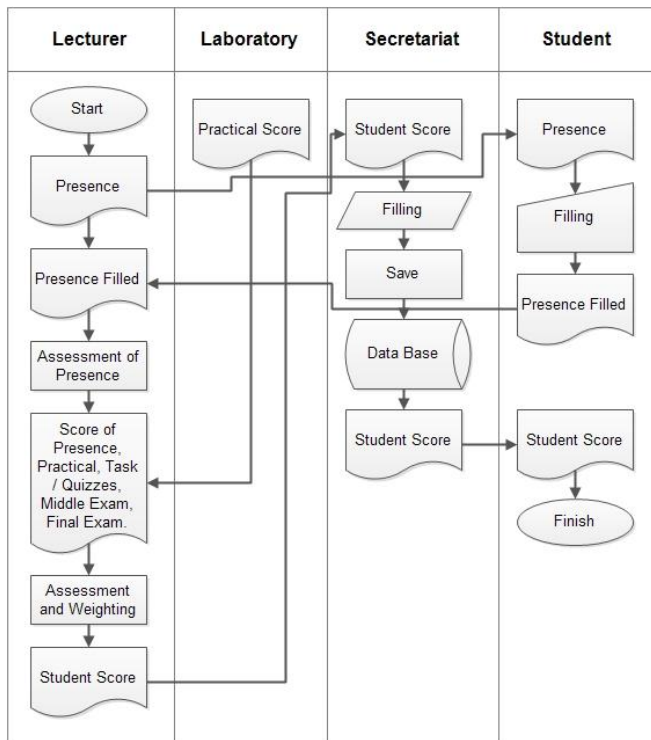 Lecturer
Laboratory
Secretariat
Student
Start
Presence
Presence Filled
Assessment of
Presence
Score of
Presence,
Practical, Task
/ Quizzes,
Middle Exam,
Final Exam.
Assessment
and Weighting
Student Score
Practical Score
Student Score
Filling
Save
Data Base
Student Score
Presence
Filling
Presence Filled
Student Score
Finish